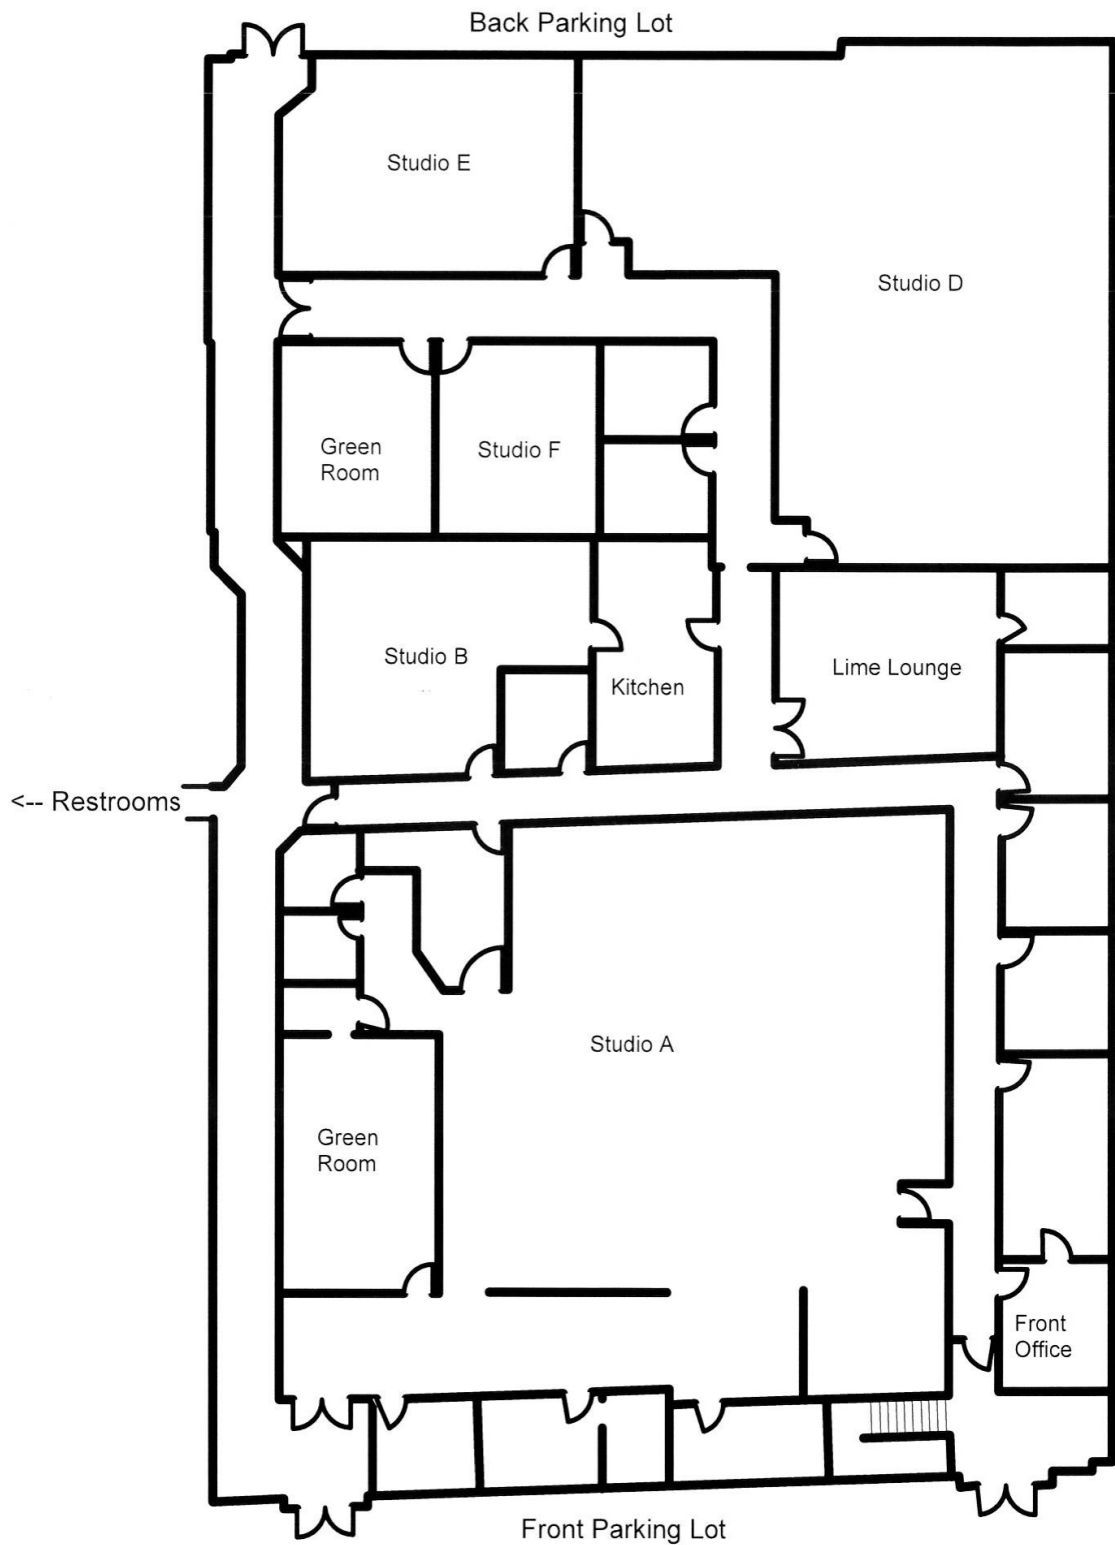 Back Parking Lot
Studio E
Studio D
Green
Room
Studio F
Studio B
Kitchen
Lime Lounge
<-- Restrooms
Studio A
Green
Room
Front
Office
Front Parking Lot